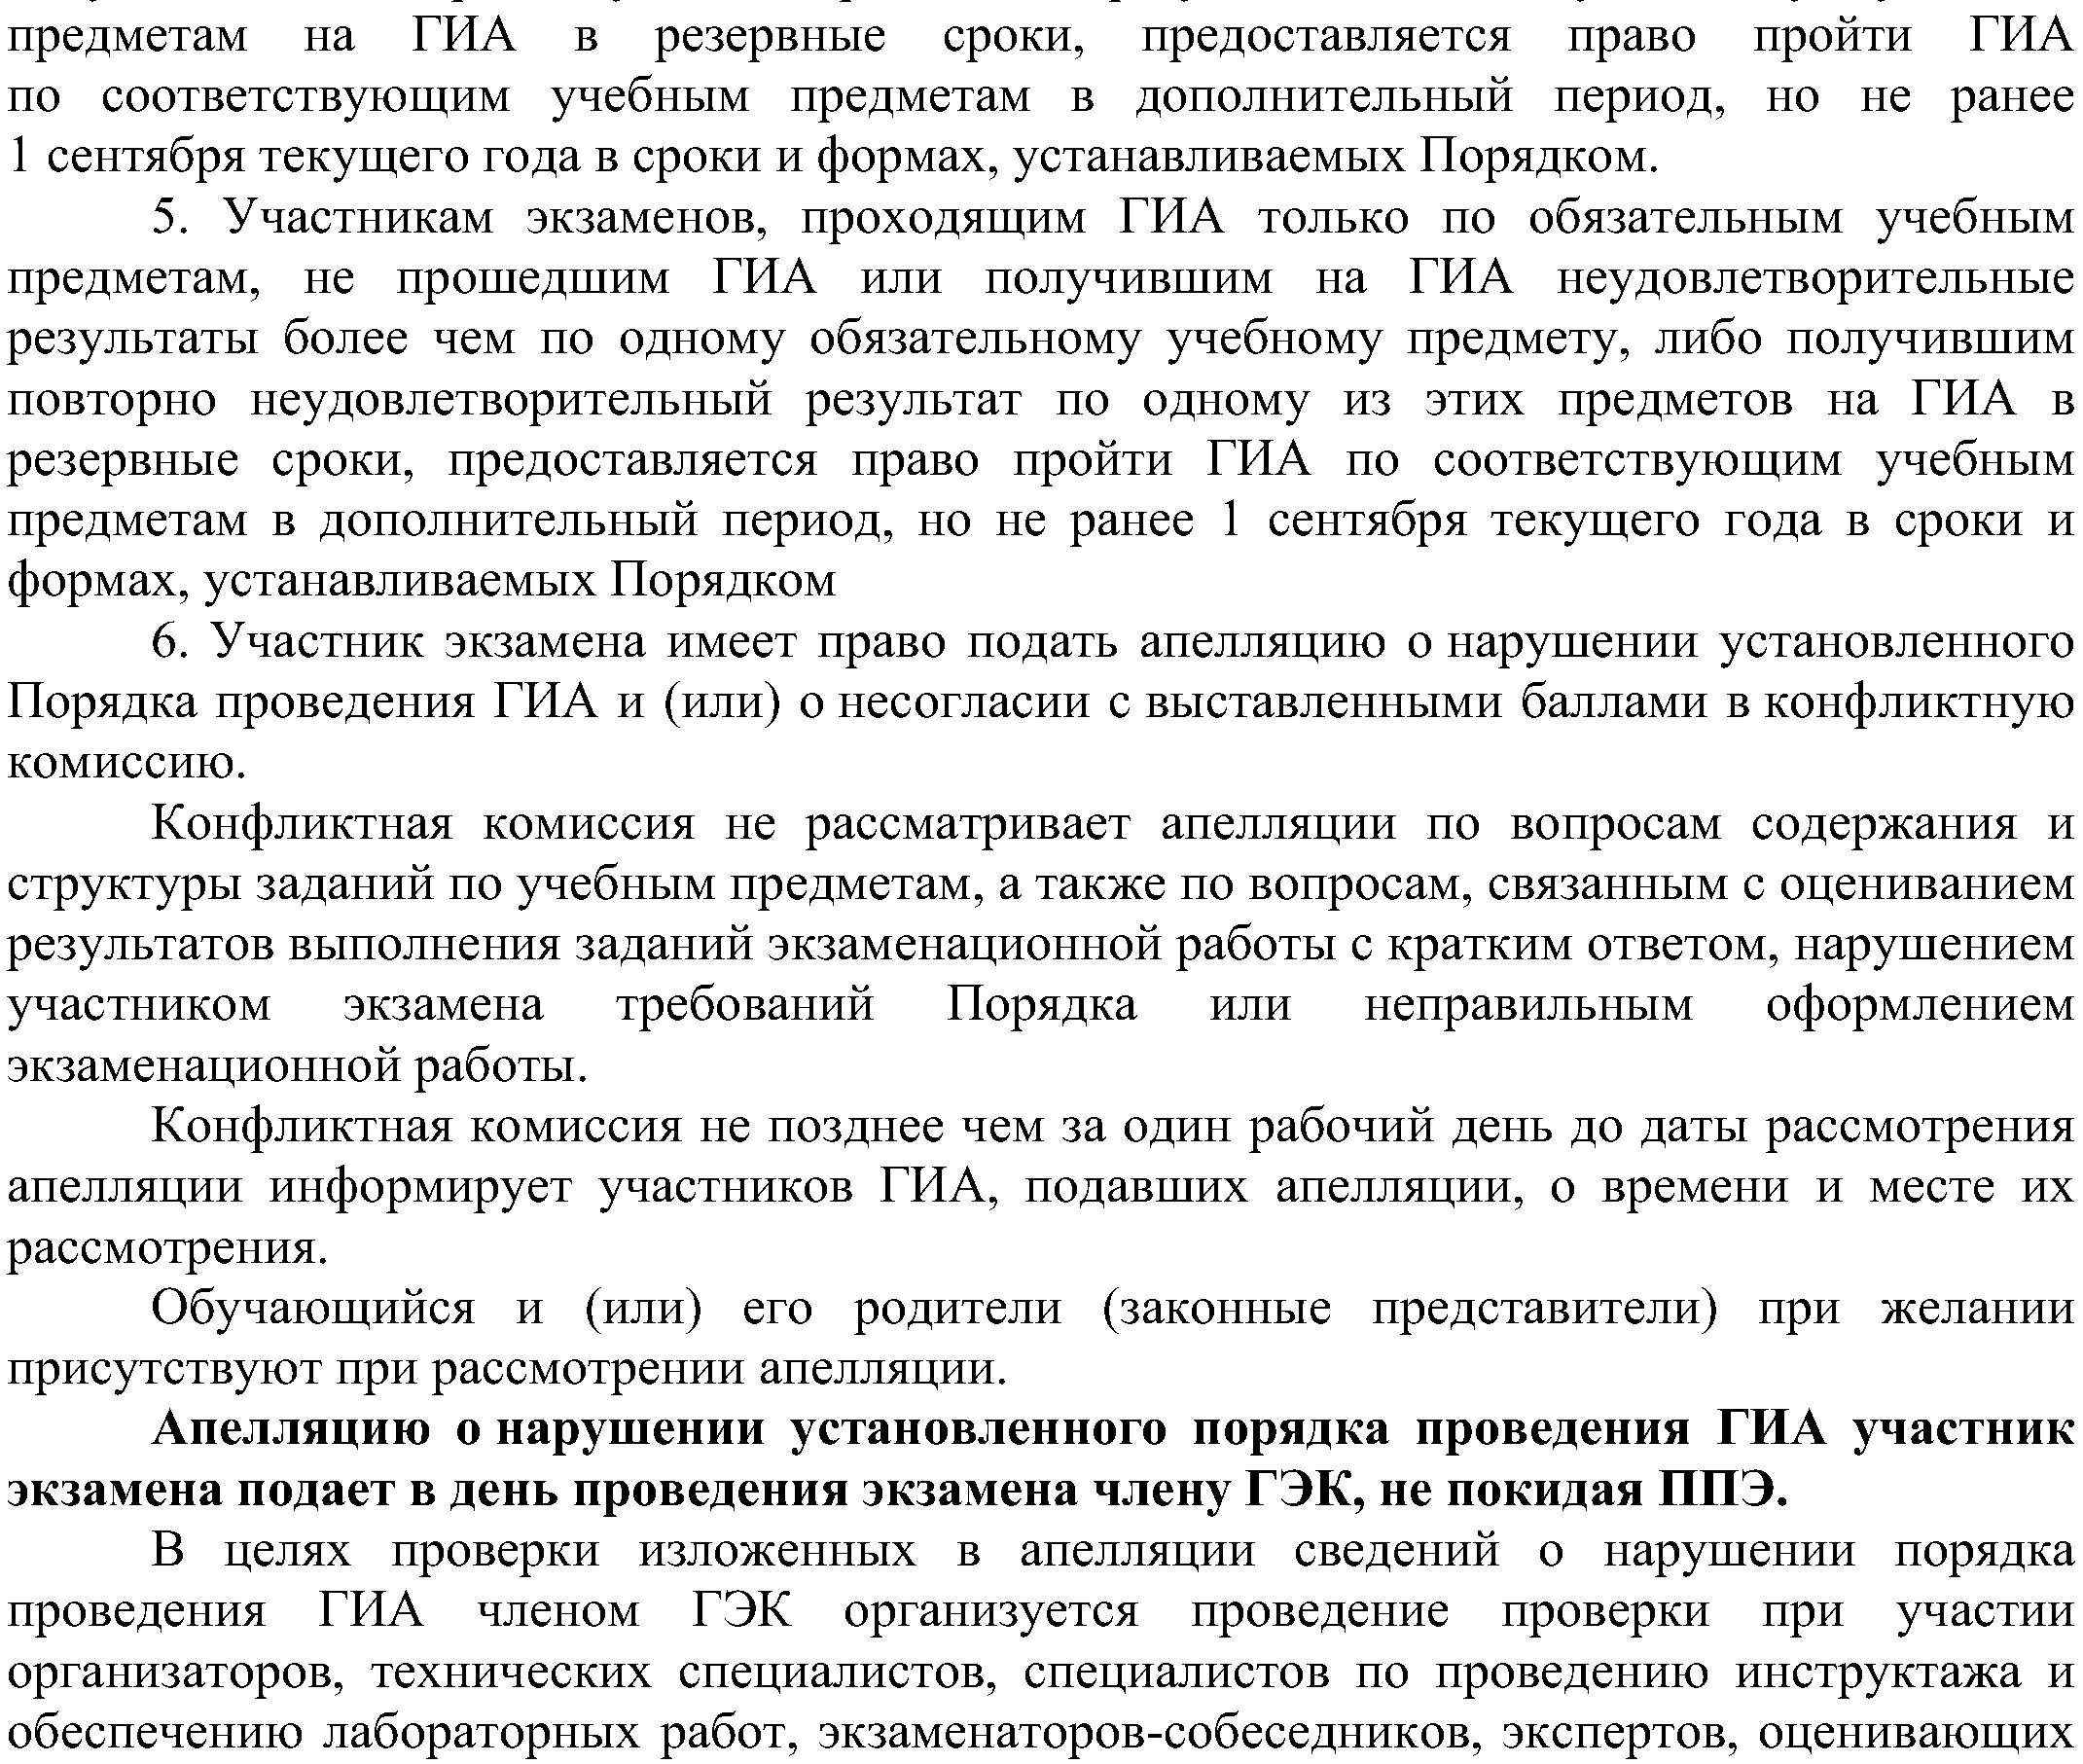 предметам на ГИА в резервные сроки, предоставляется право пройти ГИА
по соответствующим учебным предметам в дополнительный период, но не ранее
1 сентября текущего года в сроки и формах, устанавливаемых Порядком.
5. Участникам экзаменов, проходящим ГИА только по обязательным учебным
предметам, не прошедшим ГИА или получившим на ГИА неудовлетворительные
результаты более чем по одному обязательному учебному предмету, либо получившим
повторно неудовлетворительный результат по одному из этих предметов на ГИА в
резервные сроки, предоставляется право пройти ГИА по соответствующим учебным
предметам в дополнительный период, но не ранее 1 сентября текущего года в сроки и
формах, устанавливаемых Порядком
6. Участник экзамена имеет право подать апелляцию о нарушении установленного
Порядка проведения ГИА и (или) о несогласии с выставленными баллами в конфликтную
комиссию.
Конфликтная комиссия не рассматривает апелляции по вопросам содержания и
структуры заданий по учебным предметам, а также по вопросам, связанным с оцениванием
результатов выполнения заданий экзаменационной работы с кратким ответом, нарушением
участником экзамена требований Порядка или неправильным оформлением
экзаменационной работы.
Конфликтная комиссия не позднее чем за один рабочий день до даты рассмотрения
апелляции информирует участников ГИА, подавших апелляции, о времени и месте их
рассмотрения.
Обучающийся и (или) его родители (законные представители) при желании
присутствуют при рассмотрении апелляции.
Апелляцию о нарушении установленного порядка проведения ГИА участник
экзамена подает в день проведения экзамена члену ГЭК, не покидая ППЭ.
В целях проверки изложенных в апелляции сведений о нарушении порядка
проведения ГИА членом ГЭК организуется проведение проверки при участии
организаторов, технических специалистов, специалистов по проведению инструктажа и
обеспечению лабораторных работ, экзаменаторов-собеседников, экспертов, оценивающих